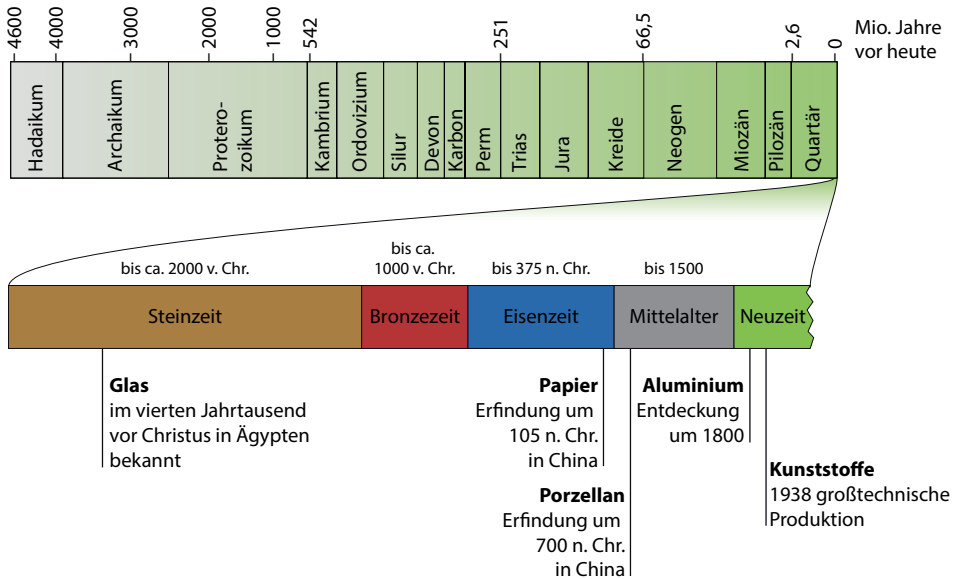 4600
4000
3000
2000
1000
542
251
66,5
2,6
0
Mio. Jahre
vor heute
Hadaikum
Archaikum
Protero-
zoikum
Kambrium
Ordovizium
Silur
Devon
Karbon
Perm
Trias
Jura
Kreide
Neogen
Miozän
Pilozän
Quartär
bis ca. 2000 v. Chr.
bis ca.
1000 v. Chr.
bis 375 n. Chr.
bis 1500
Steinzeit
Bronzezeit
Eisenzeit
Mittelalter
Neuzeit
Glas
im vierten Jahrtausend
vor Christus in Ägypten
bekannt
Papier
Erfindung um
105 n. Chr.
in China
Porzellan
Erfindung um
700 n. Chr.
in China
Aluminium
Entdeckung
um 1800
Kunststoffe
1938 großtechnische
Produktion